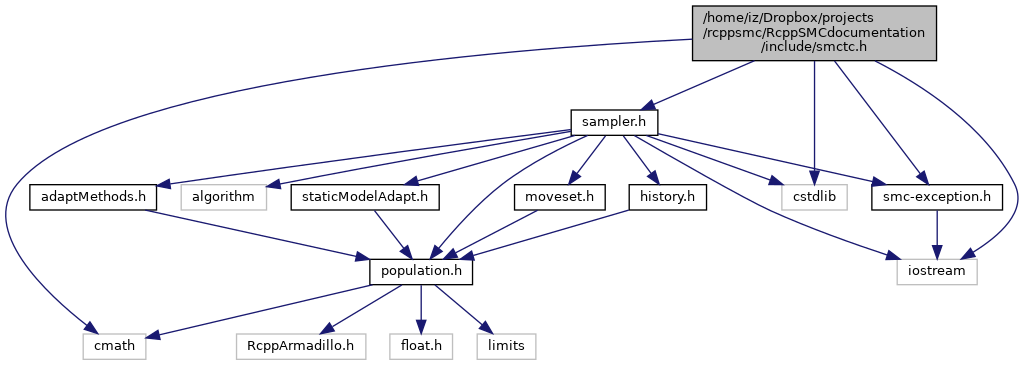 /home/iz/Dropbox/projects
/rcppsmc/RcppSMCdocumentation
/include/smctc.h
sampler.h
adaptMethods.h
algorithm
staticModelAdapt.h
moveset.h
history.h
cstdlib
smc-exception.h
population.h
iostream
cmath
RcppArmadillo.h
float.h
limits